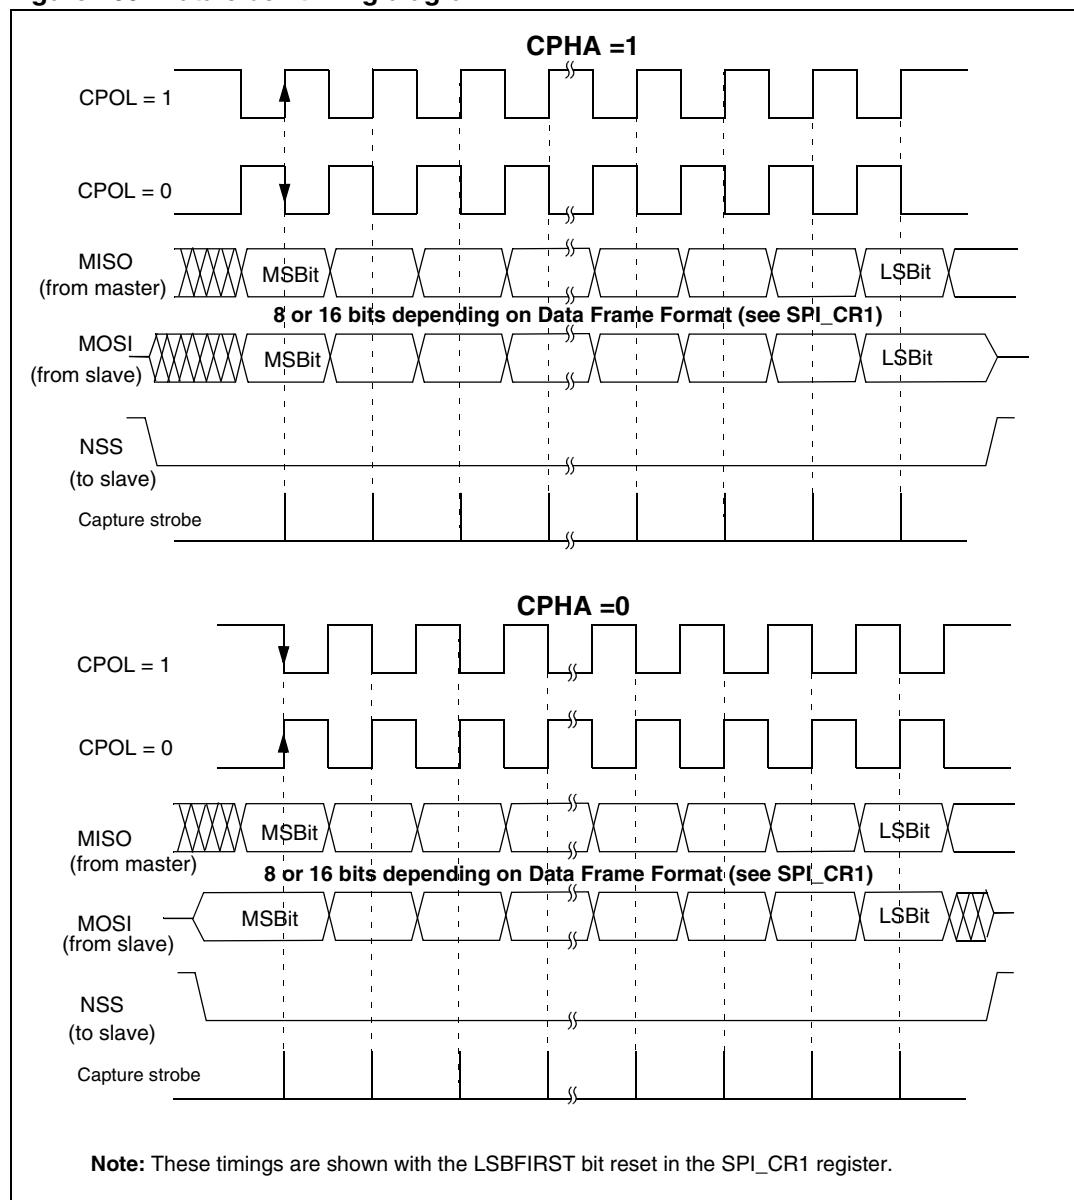 CPHA =1
CPOL = 1
CPOL = 0
MISO
(from master)
MSBit
LSBit
8 or 16 bits depending on Data Frame Format (see SPI_CR1)
MOSI
(from slave)
MSBit
LSBit
NSS
(to slave)
Capture strobe
CPHA =0
CPOL = 1
CPOL = 0
MISO
(from master)
MSBit
LSBit
8 or 16 bits depending on Data Frame Format (see SPI_CR1)
MOSI
(from slave)
MSBit
LSBit
NSS
(to slave)
Capture strobe
Note: These timings are shown with the LSBFIRST bit reset in the SPI_CR1 register.